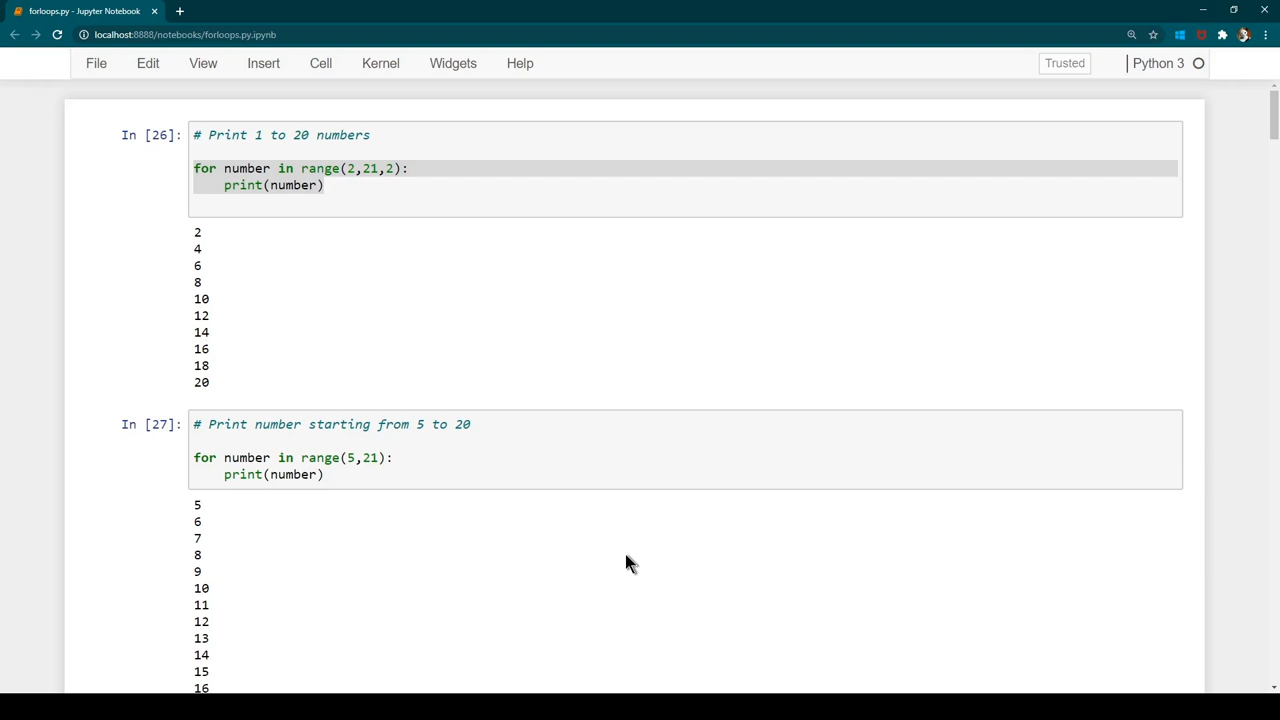 forloops.py - Jupyter Notebook
localhost:8888/notebooks/forloops.py.ipynb
File Edit View Insert Cell Kernel Widgets Help Trusted Python 3
In [26]: # Print 1 to 20 numbers
for number in range(2,21,2):
    print(number)
2
4
6
8
10
12
14
16
18
20
In [27]: # Print number starting from 5 to 20
for number in range(5,21):
    print(number)
5
6
7
8
9
10
11
12
13
14
15
16